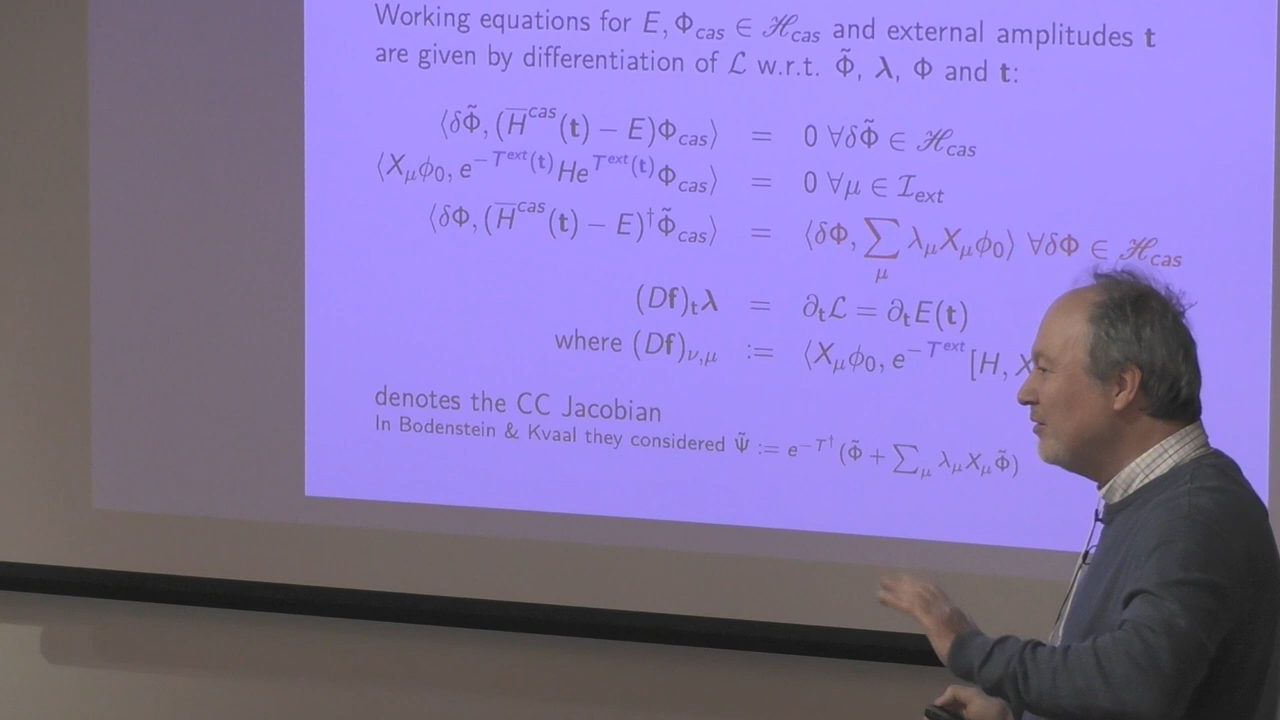 Working equations for E, Φ_cas ∈ ℋ_cas and external amplitudes t
are given by differentiation of ℒ w.r.t. Φ̃, λ, Φ and t:
⟨δΦ̃, (H̅^cas(t) − E)Φ_cas⟩ = 0 ∀δΦ̃ ∈ ℋ_cas
⟨X_μϕ_0, e^{−T^ext(t)}He^{T^ext(t)}Φ_cas⟩ = 0 ∀μ ∈ ℐ_ext
⟨δΦ, (H̅^cas(t) − E)^†Φ̃_cas⟩ = ⟨δΦ, ∑_μ λ_μX_μϕ_0⟩ ∀δΦ ∈ ℋ_cas
(Df)_tλ = ∂_tℒ = ∂_tE(t)
where (Df)_{ν,μ} := ⟨X_μϕ_0, e^{−T^ext}[H, X
denotes the CC Jacobian
In Bodenstein & Kvaal they considered Ψ̃ := e^{−T^†}(Φ̃ + ∑_μ λ_μX_μΦ̃)